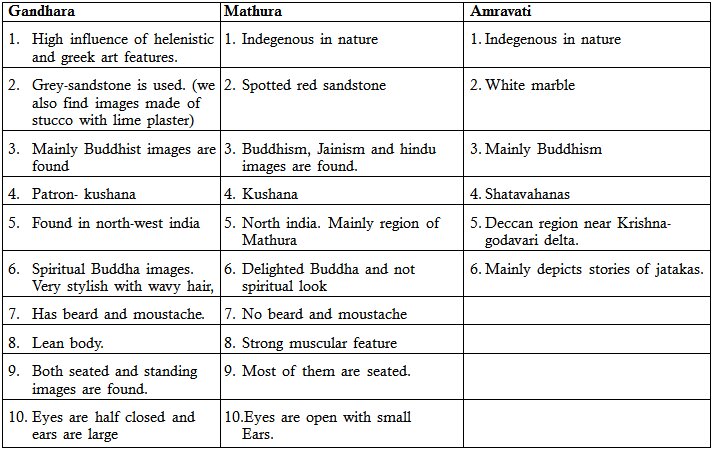 Gandhara
Mathura
Amravati
1. High influence of helenistic
and greek art features.
1. Indegenous in nature
1. Indegenous in nature
2. Grey-sandstone is used. (we
also find images made of
stucco with lime plaster)
2. Spotted red sandstone
2. White marble
3. Mainly Buddhist images are
found
3. Buddhism, Jainism and hindu
images are found.
3. Mainly Buddhism
4. Patron- kushana
4. Kushana
4. Shatavahanas
5. Found in north-west india
5. North india. Mainly region of
Mathura
5. Deccan region near Krishna-
godavari delta.
6. Spiritual Buddha images.
Very stylish with wavy hair,
6. Delighted Buddha and not
spiritual look
6. Mainly depicts stories of jatakas.
7. Has beard and moustache.
7. No beard and moustache
8. Lean body.
8. Strong muscular feature
9. Both seated and standing
images are found.
9. Most of them are seated.
10. Eyes are half closed and
ears are large
10.Eyes are open with small
Ears.